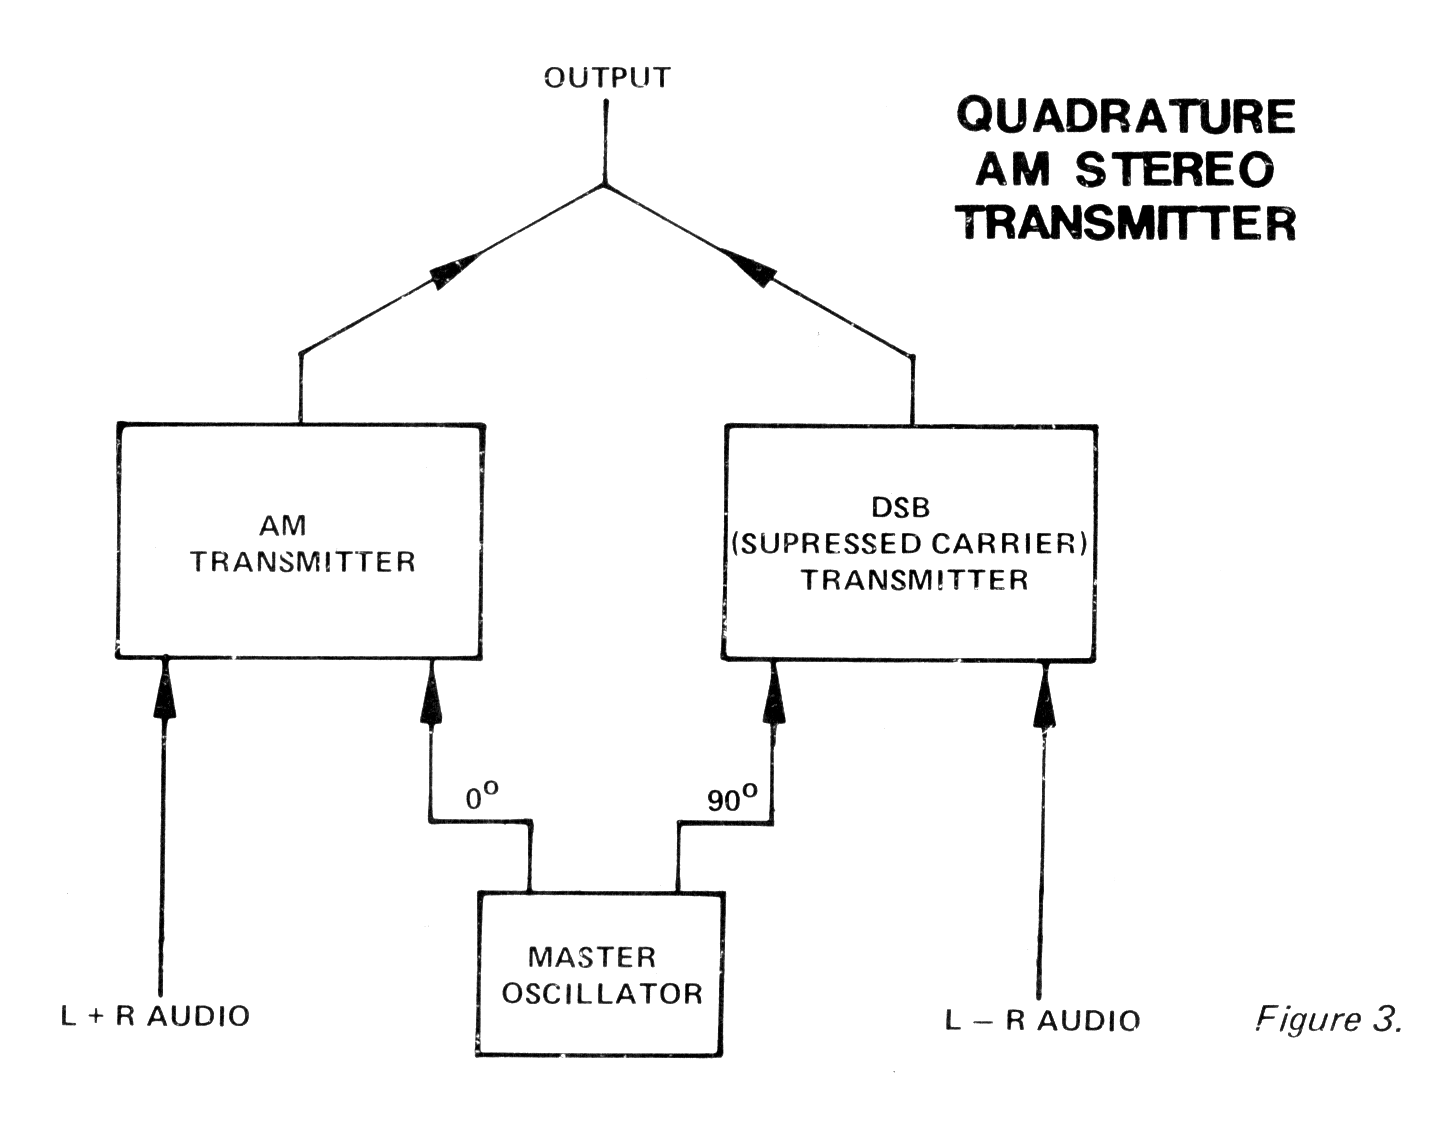 OUTPUT
QUADRATURE
AM STEREO
TRANSMITTER
AM
TRANSMITTER
DSB
(SUPRESSED CARRIER)
TRANSMITTER
0°
90°
MASTER
OSCILLATOR
L + R AUDIO
L − R AUDIO
Figure 3.